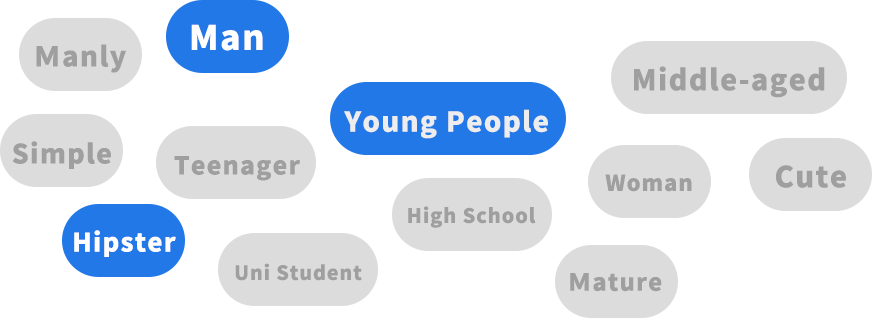 Man
Manly
Middle-aged
Young People
Simple
Teenager
Woman
Cute
High School
Hipster
Uni Student
Mature